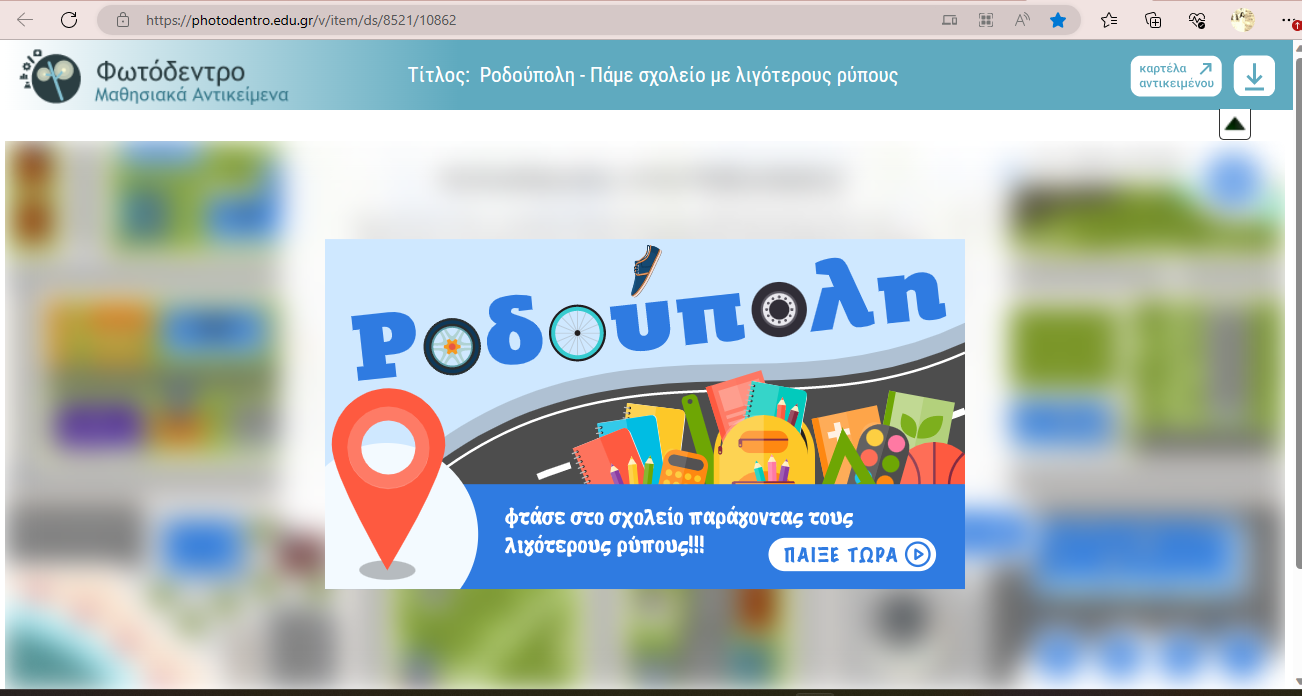 https://photodentro.edu.gr/v/item/ds/8521/10862
Φωτόδεντρο
Μαθησιακά Αντικείμενα
Τίτλος: Ροδούπολη - Πάμε σχολείο με λιγότερους ρύπους
καρτέλα
αντικειμένου
Ροδούπολη
φτάσε στο σχολείο παράγοντας τους
λιγότερους ρύπους!!!
ΠΑΙΞΕ ΤΩΡΑ